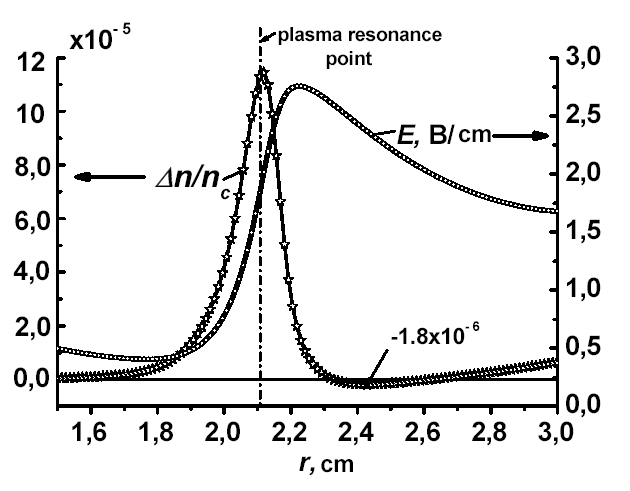 x10⁻⁵
plasma resonance
point
12
10
8,0
6,0
4,0
2,0
0,0
3,0
2,5
2,0
1,5
1,0
0,5
0,0
E, B/cm
Δn/n_c
-1.8x10⁻⁶
1,6 1,8 2,0 2,2 2,4 2,6 2,8 3,0
r, cm